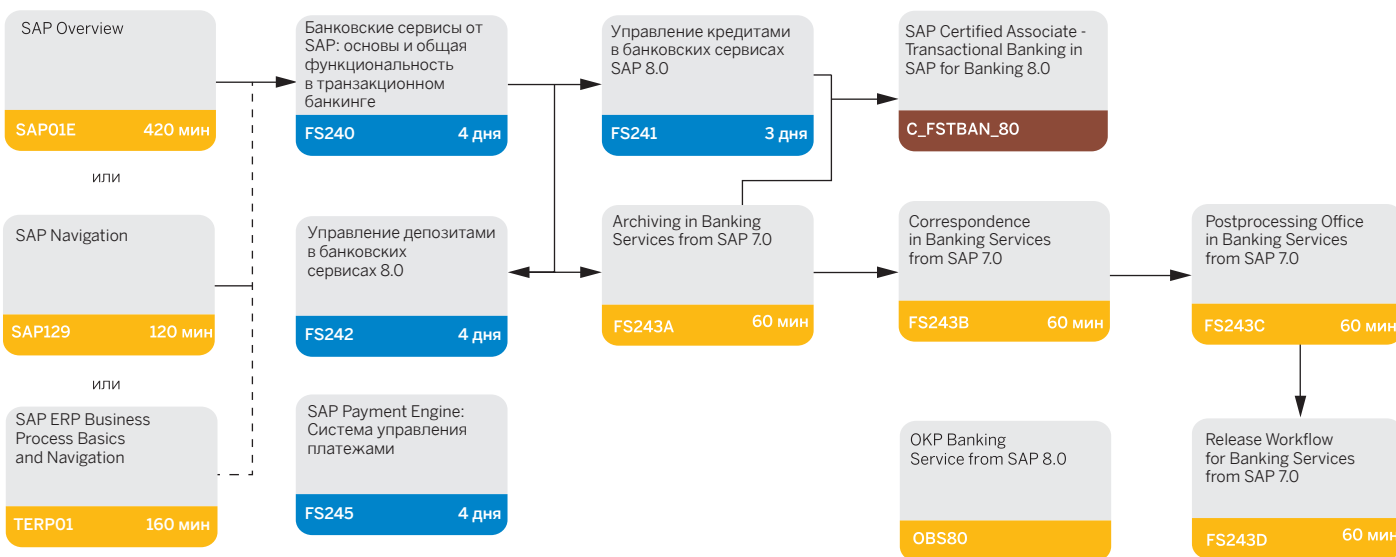 SAP Overview
SAP01E 420 мин
или
SAP Navigation
SAP129 120 мин
или
SAP ERP Business
Process Basics
and Navigation
TERP01 160 мин
Банковские сервисы от
SAP: основы и общая
функциональность
в транзакционном
банкинге
FS240 4 дня
Управление депозитами
в банковских
сервисах 8.0
FS242 4 дня
SAP Payment Engine:
Система управления
платежами
FS245 4 дня
Управление кредитами
в банковских сервисах
SAP 8.0
FS241 3 дня
Archiving in Banking
Services from SAP 7.0
FS243A 60 мин
SAP Certified Associate -
Transactional Banking in
SAP for Banking 8.0
C_FSTBAN_80
Correspondence
in Banking Services
from SAP 7.0
FS243B 60 мин
OKP Banking
Service from SAP 8.0
OBS80
Postprocessing Office
in Banking Services
from SAP 7.0
FS243C 60 мин
Release Workflow
for Banking Services
from SAP 7.0
FS243D 60 мин